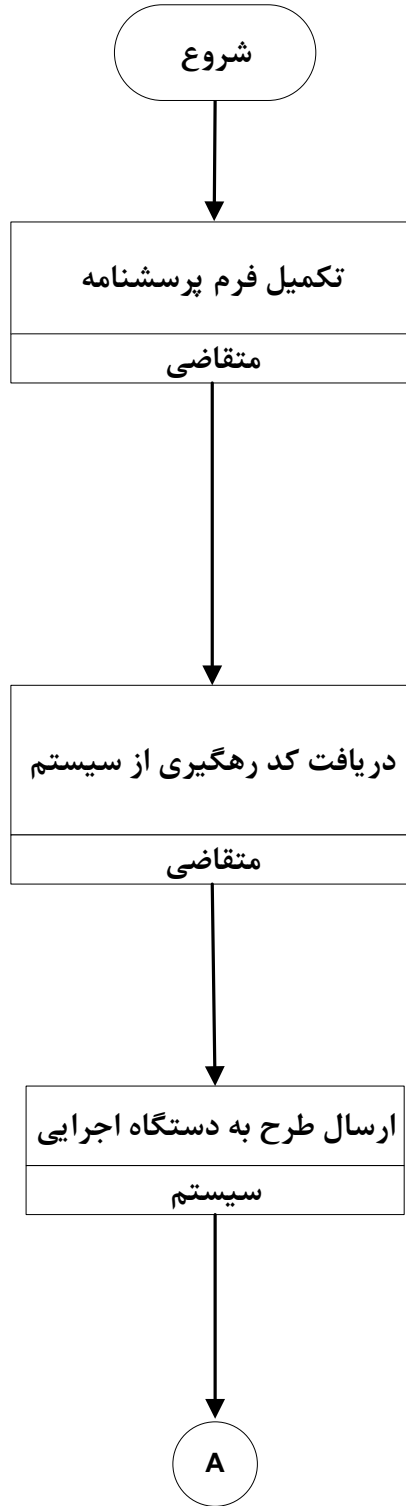 شروع
تکمیل فرم پرسشنامه
متقاضی
دریافت کد رهگیری از سیستم
متقاضی
ارسال طرح به دستگاه اجرایی
سیستم
A